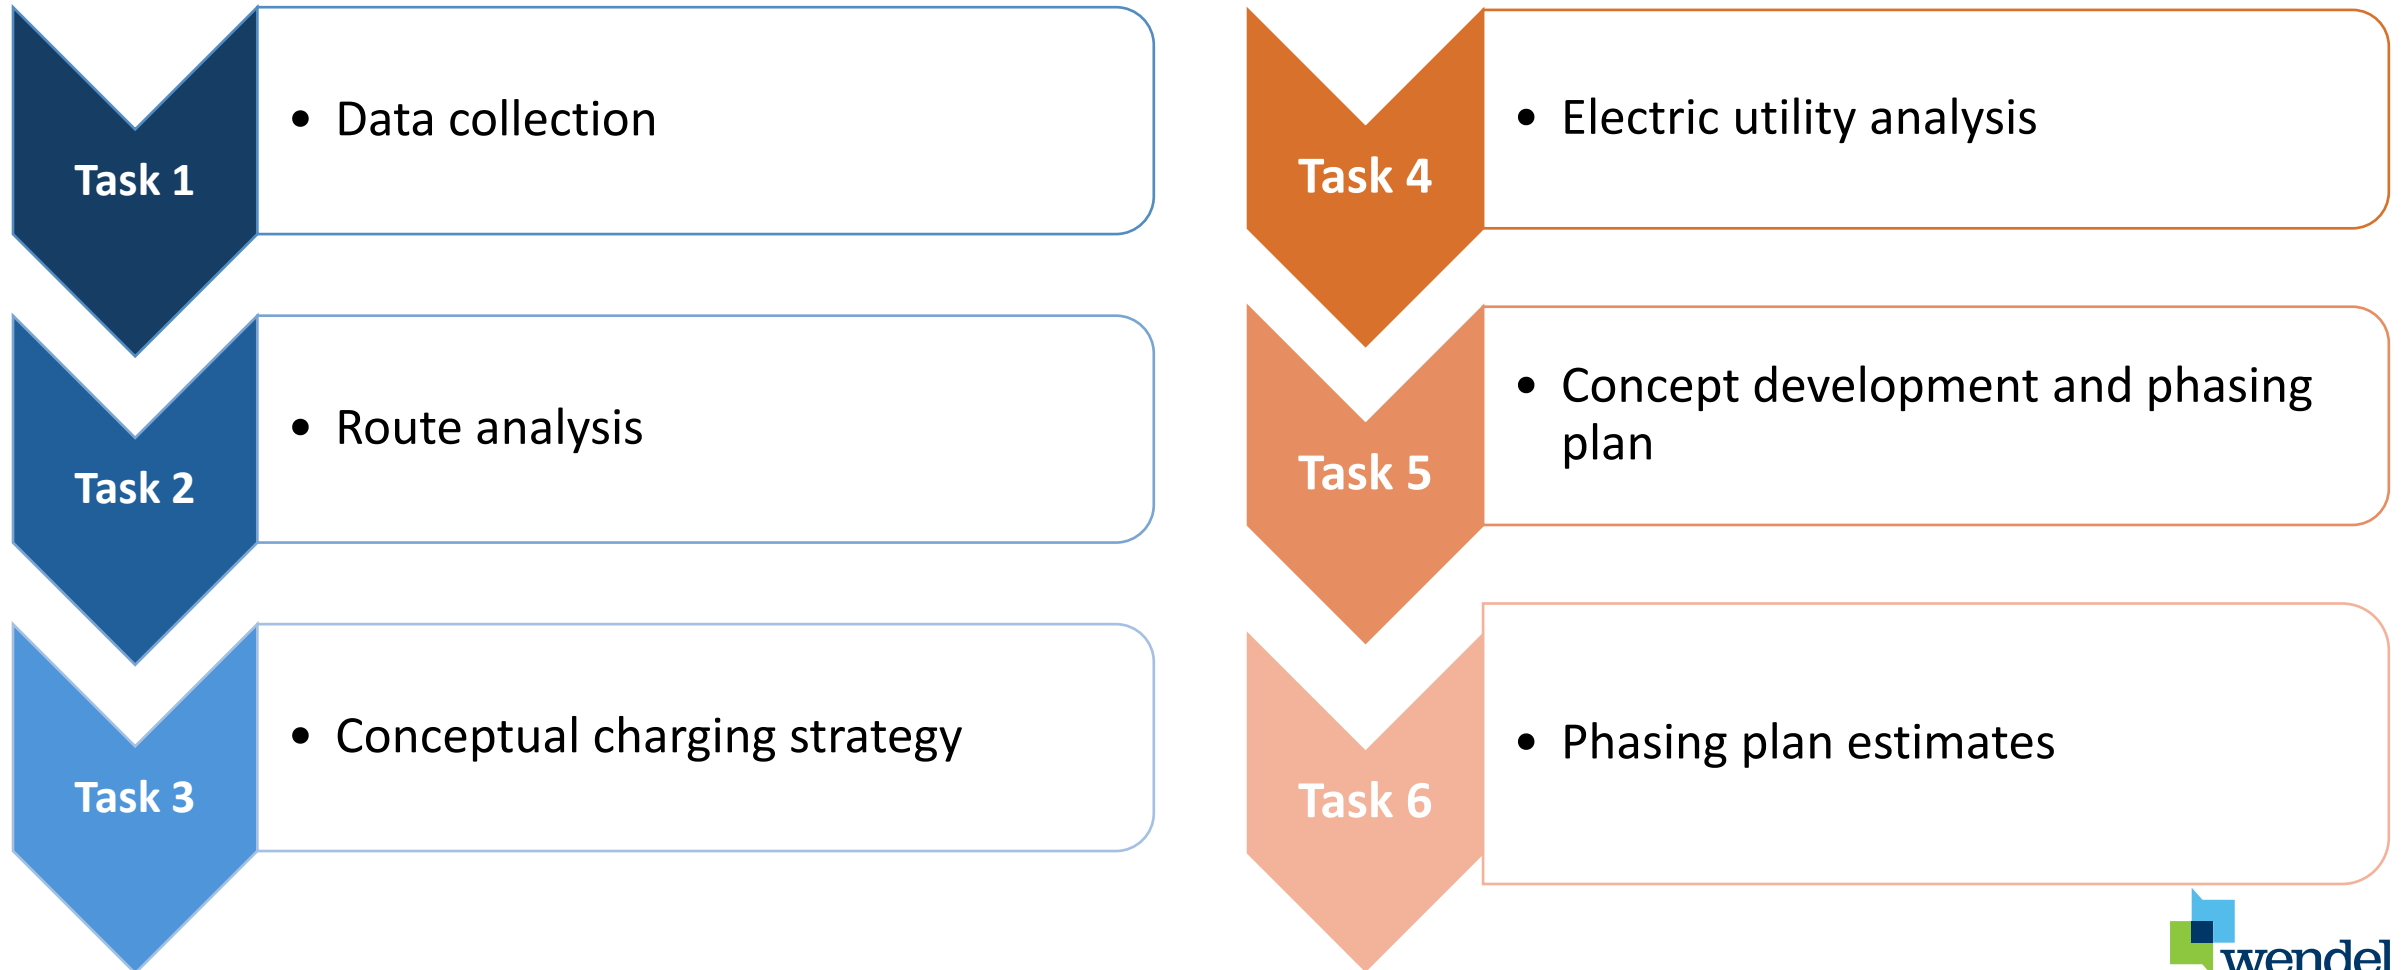 Task 1
• Data collection
Task 2
• Route analysis
Task 3
• Conceptual charging strategy
Task 4
• Electric utility analysis
Task 5
• Concept development and phasing
plan
Task 6
• Phasing plan estimates
wendel